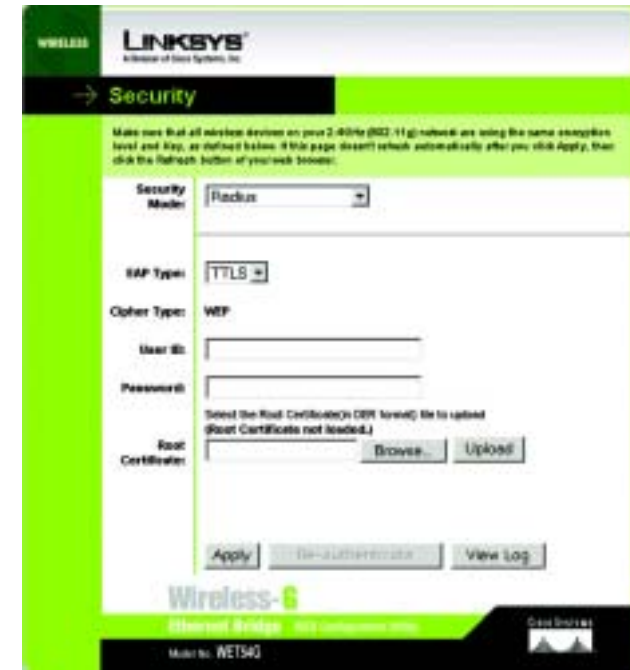 WIRELESS
LINKSYS®
A Division of Cisco Systems, Inc.
Security
Make sure that all wireless devices on your 2.4GHz (802.11g) network are using the same encryption
level and Key, as defined below. If this page doesn't refresh automatically after you click Apply, then
click the Refresh button of your web browser.
Security
Mode:
Radius
EAP Type:
TTLS
Cipher Type:
WEP
User ID:
Password:
Select the Root Certificate(in DER format) file to upload
(Root Certificate not loaded.)
Root
Certificate:
Browse...
Upload
Apply
Re-authenticate
View Log
Wireless-G
Ethernet Bridge
Cisco Systems
Model No. WET54G